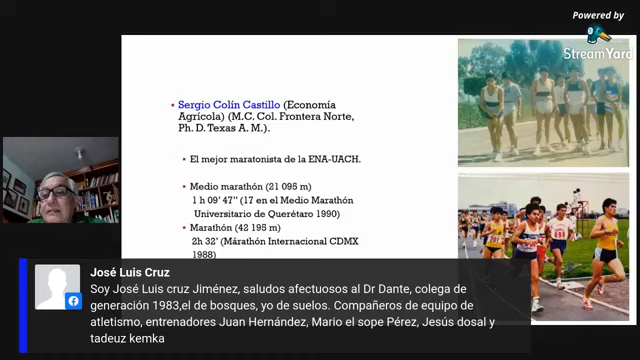 Powered by
StreamYard
Sergio Colín Castillo (Economía
Agrícola) (M.C. Col. Frontera Norte,
Ph. D. Texas A. M.).
El mejor maratonista de la ENA-UACH.
Medio marathón (21 095 m)
1 h 09' 47" (17 en el Medio Marathón
Universitario de Querétaro 1990)
Marathón (42 195 m)
2h 32' (Márathón Internacional CDMX
1988)
José Luis Cruz
Soy José Luis cruz Jiménez, saludos afectuosos al Dr Dante, colega de
generación 1983,el de bosques, yo de suelos. Compañeros de equipo de
atletismo, entrenadores Juan Hernández, Mario el sope Pérez, Jesús dosal y
tadeuz kemka